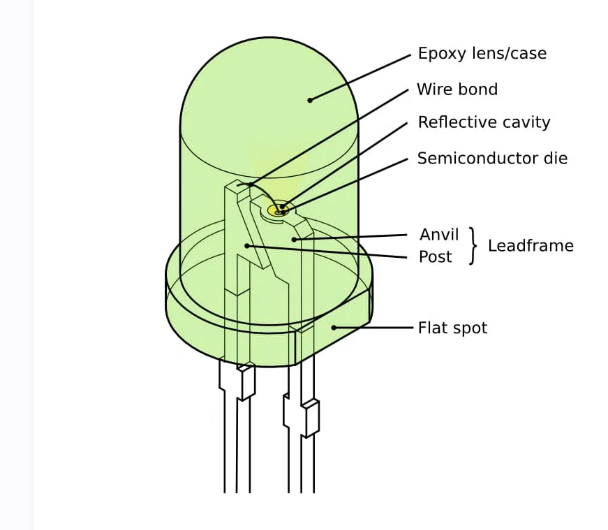 Epoxy lens/case
Wire bond
Reflective cavity
Semiconductor die
Anvil
Post
Leadframe
Flat spot